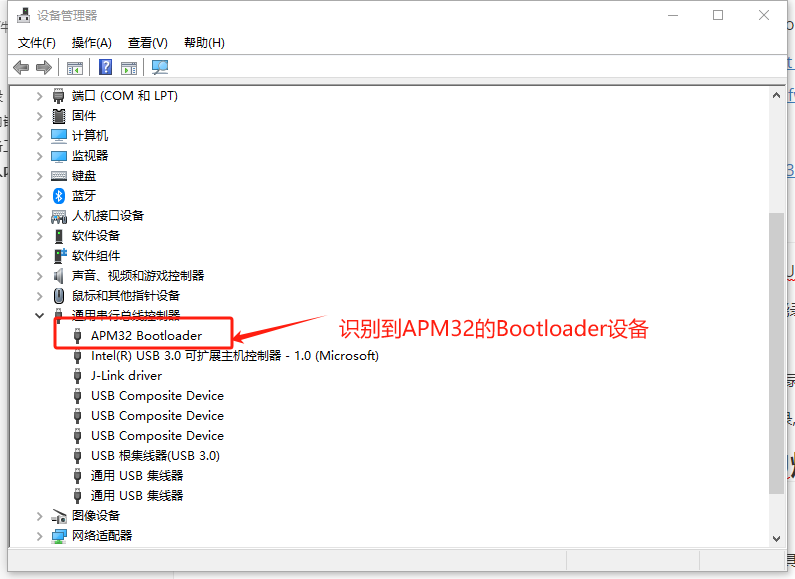 设备管理器
文件(F) 操作(A) 查看(V) 帮助(H)
端口 (COM 和 LPT)
固件
计算机
监视器
键盘
蓝牙
人机接口设备
软件设备
软件组件
声音、视频和游戏控制器
鼠标和其他指针设备
通用串行总线控制器
APM32 Bootloader
识别到APM32的Bootloader设备
Intel(R) USB 3.0 可扩展主机控制器 - 1.0 (Microsoft)
J-Link driver
USB Composite Device
USB Composite Device
USB Composite Device
USB 根集线器(USB 3.0)
通用 USB 集线器
通用 USB 集线器
图像设备
网络适配器